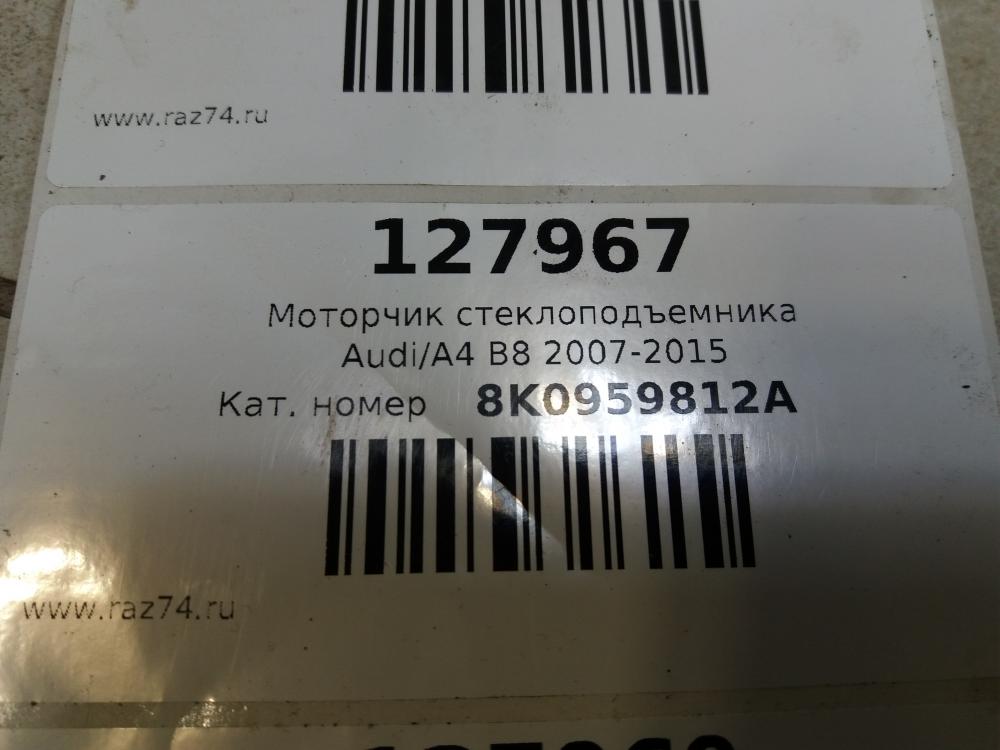 www.raz74.ru
127967
Моторчик стеклоподъемника
Audi/A4 B8 2007-2015
Кат. номер 8K0959812A
www.raz74.ru